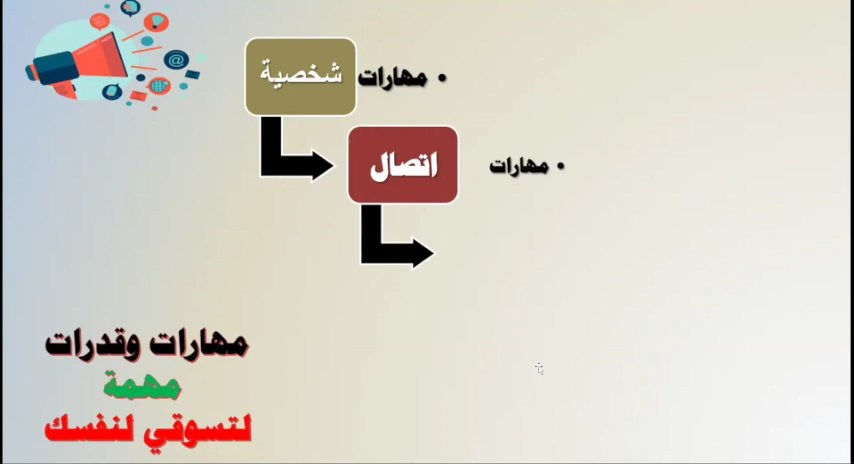 مهارات شخصية
مهارات اتصال
مهارات وقدرات
مهمة
لتسوقي لنفسك